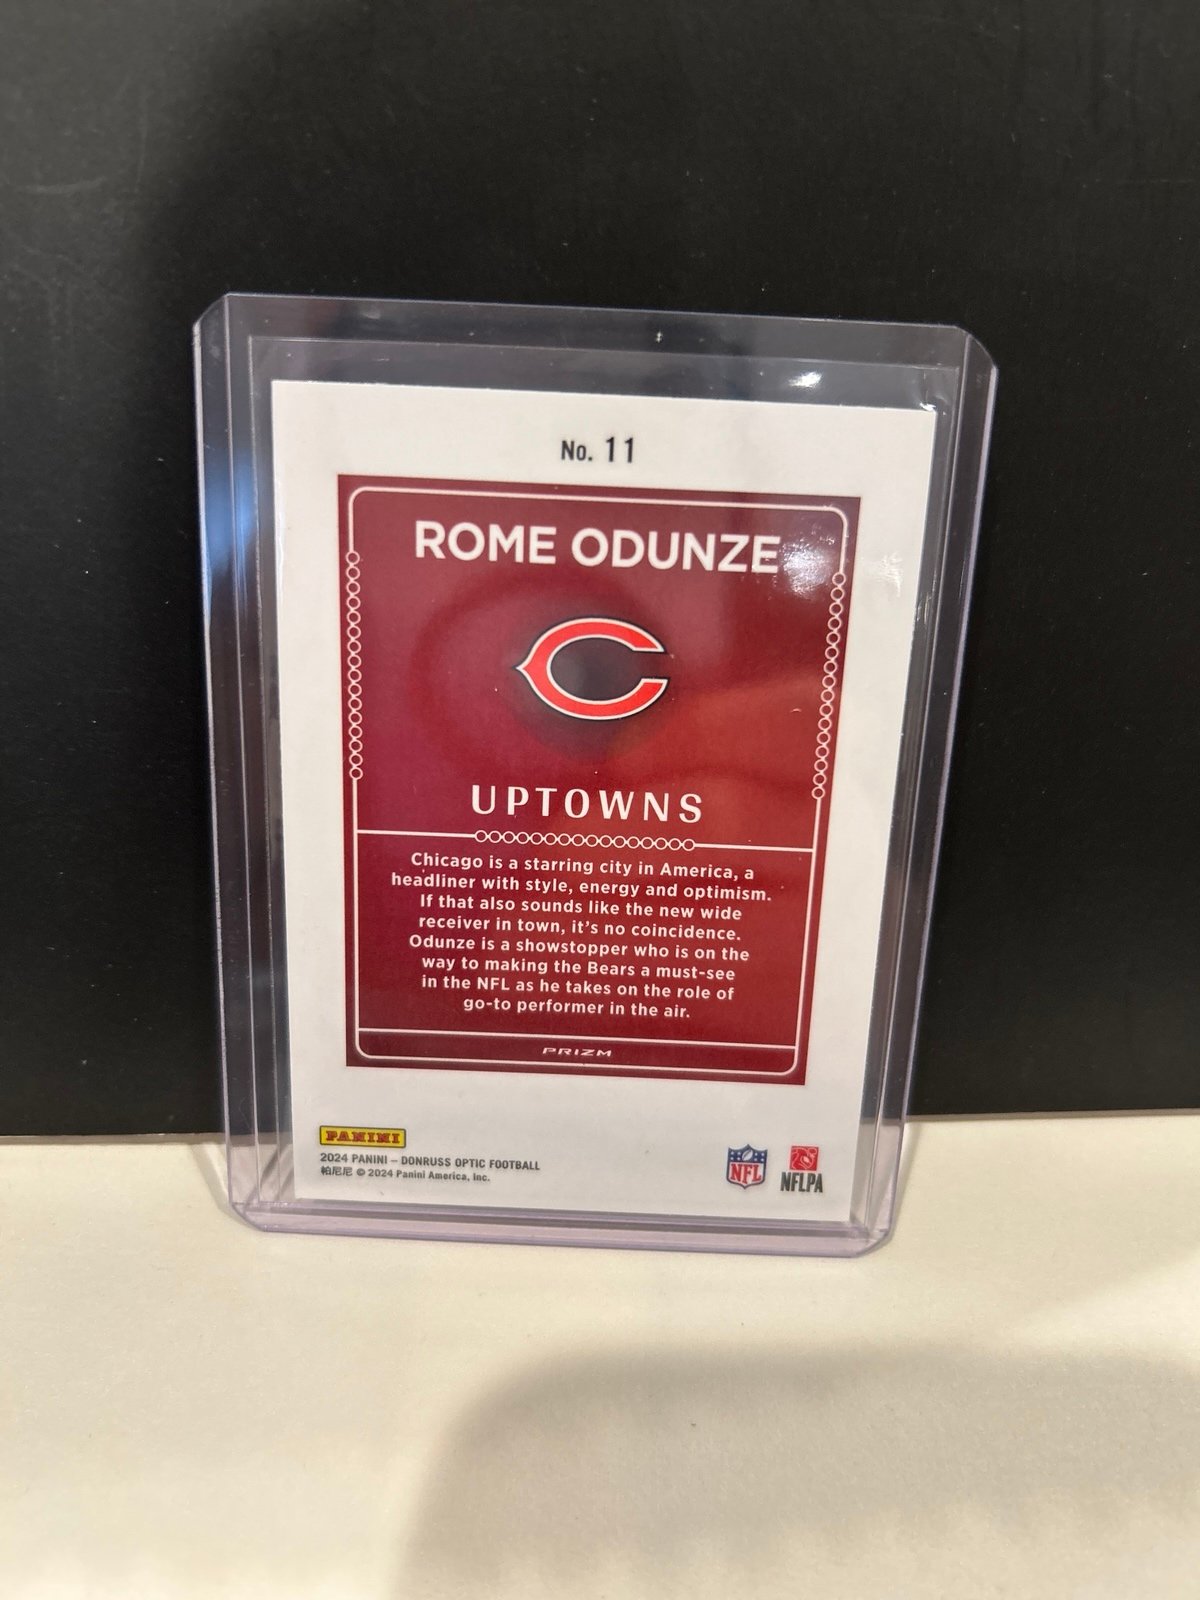 No. 11
ROME ODUNZE
UPTOWNS
Chicago is a starring city in America, a
headliner with style, energy and optimism.
If that also sounds like the new wide
receiver in town, it's no coincidence.
Odunze is a showstopper who is on the
way to making the Bears a must-see
in the NFL as he takes on the role of
go-to performer in the air.
PRIZM
PANINI
2024 PANINI – DONRUSS OPTIC FOOTBALL
帕尼尼 © 2024 Panini America, Inc.
NFL
NFLPA